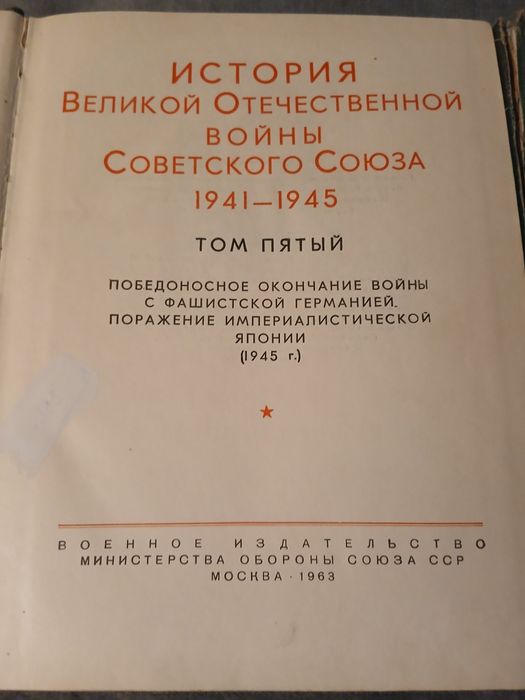 ИСТОРИЯ
ВЕЛИКОЙ ОТЕЧЕСТВЕННОЙ
ВОЙНЫ
СОВЕТСКОГО СОЮЗА
1941—1945
ТОМ ПЯТЫЙ
ПОБЕДОНОСНОЕ ОКОНЧАНИЕ ВОЙНЫ
С ФАШИСТСКОЙ ГЕРМАНИЕЙ.
ПОРАЖЕНИЕ ИМПЕРИАЛИСТИЧЕСКОЙ
ЯПОНИИ
(1945 г.)
ВОЕННОЕ ИЗДАТЕЛЬСТВО
МИНИСТЕРСТВА ОБОРОНЫ СОЮЗА ССР
МОСКВА · 1963